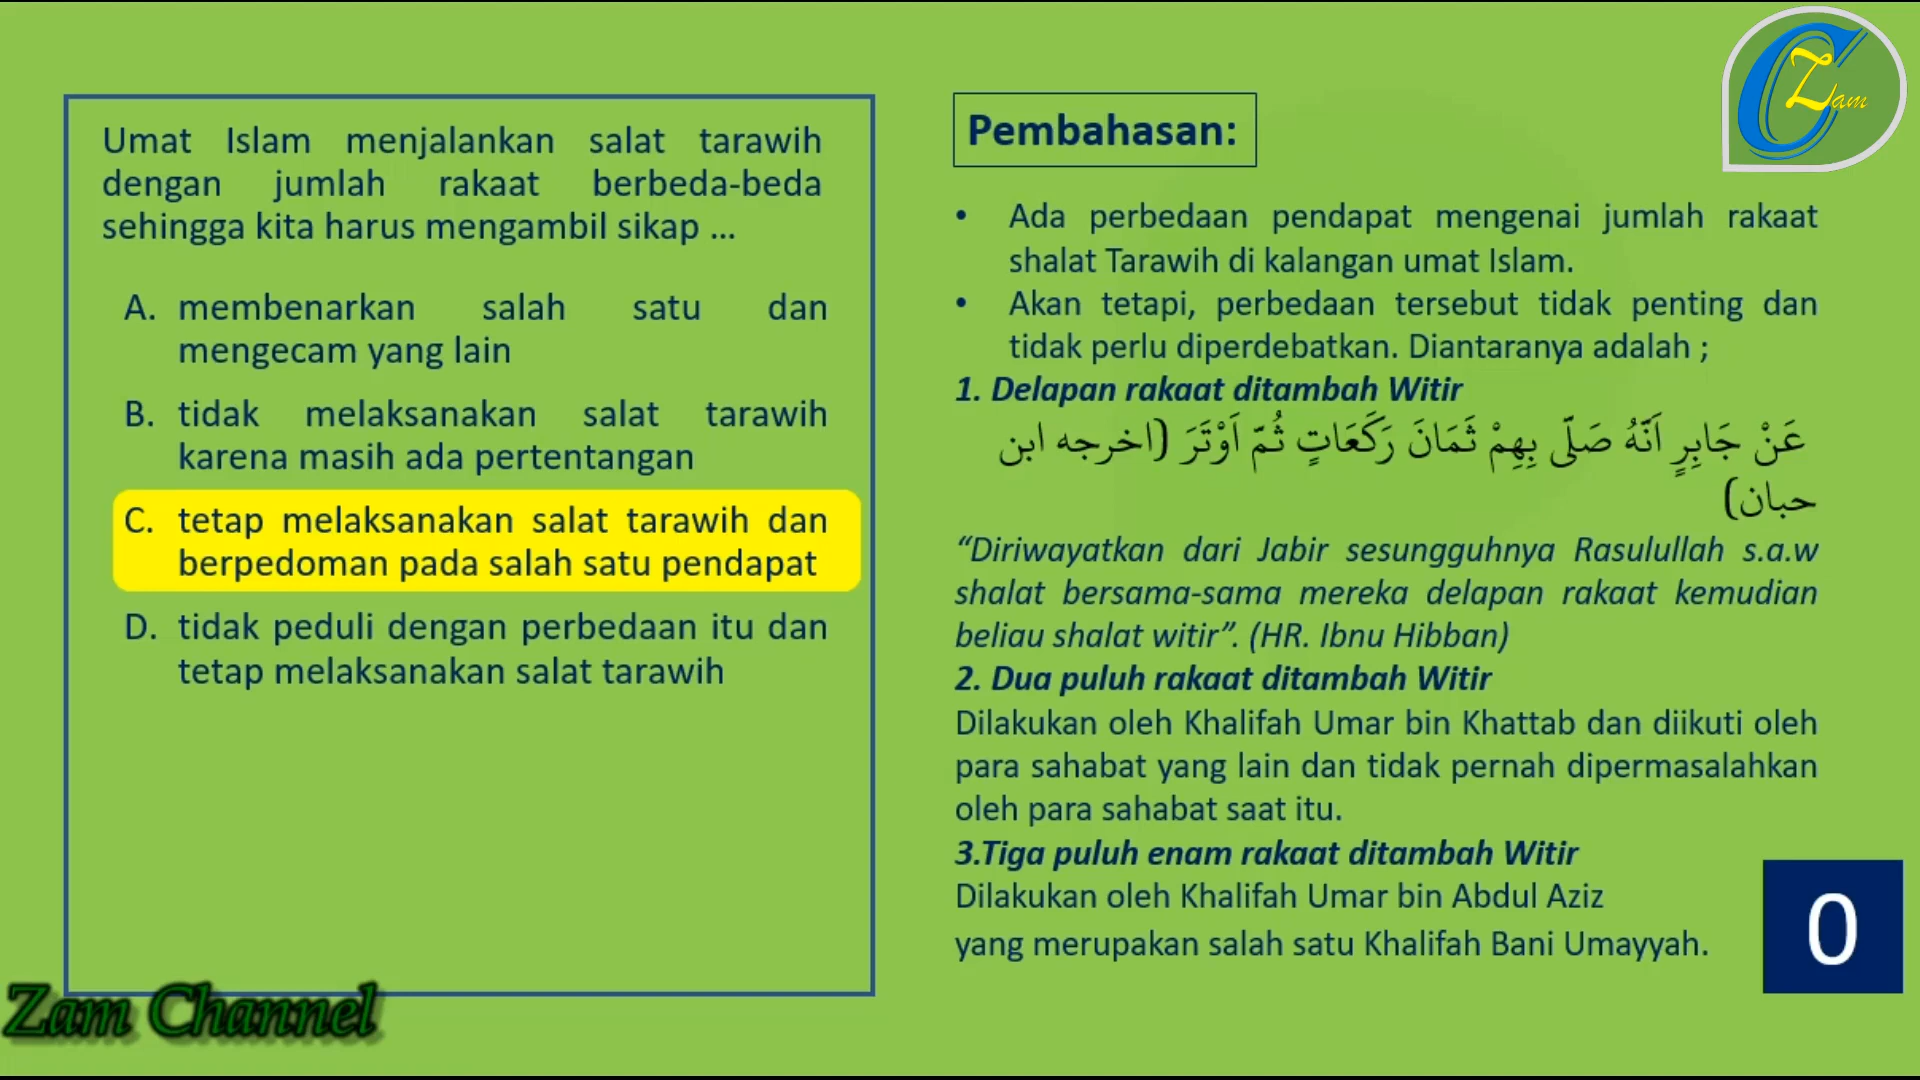 Umat Islam menjalankan salat tarawih
dengan jumlah rakaat berbeda-beda
sehingga kita harus mengambil sikap ...
A. membenarkan salah satu dan
mengecam yang lain
B. tidak melaksanakan salat tarawih
karena masih ada pertentangan
C. tetap melaksanakan salat tarawih dan
berpedoman pada salah satu pendapat
D. tidak peduli dengan perbedaan itu dan
tetap melaksanakan salat tarawih
Pembahasan:
• Ada perbedaan pendapat mengenai jumlah rakaat
shalat Tarawih di kalangan umat Islam.
• Akan tetapi, perbedaan tersebut tidak penting dan
tidak perlu diperdebatkan. Diantaranya adalah ;
1. Delapan rakaat ditambah Witir
عَنْ جَابِرٍ اَنَّهُ صَلَّى بِهِمْ ثَمَانَ رَكَعَاتٍ ثُمَّ اَوْتَرَ (اخرجه ابن
حبان)
“Diriwayatkan dari Jabir sesungguhnya Rasulullah s.a.w
shalat bersama-sama mereka delapan rakaat kemudian
beliau shalat witir”. (HR. Ibnu Hibban)
2. Dua puluh rakaat ditambah Witir
Dilakukan oleh Khalifah Umar bin Khattab dan diikuti oleh
para sahabat yang lain dan tidak pernah dipermasalahkan
oleh para sahabat saat itu.
3.Tiga puluh enam rakaat ditambah Witir
Dilakukan oleh Khalifah Umar bin Abdul Aziz
yang merupakan salah satu Khalifah Bani Umayyah.
0
C Zam
Zam Channel